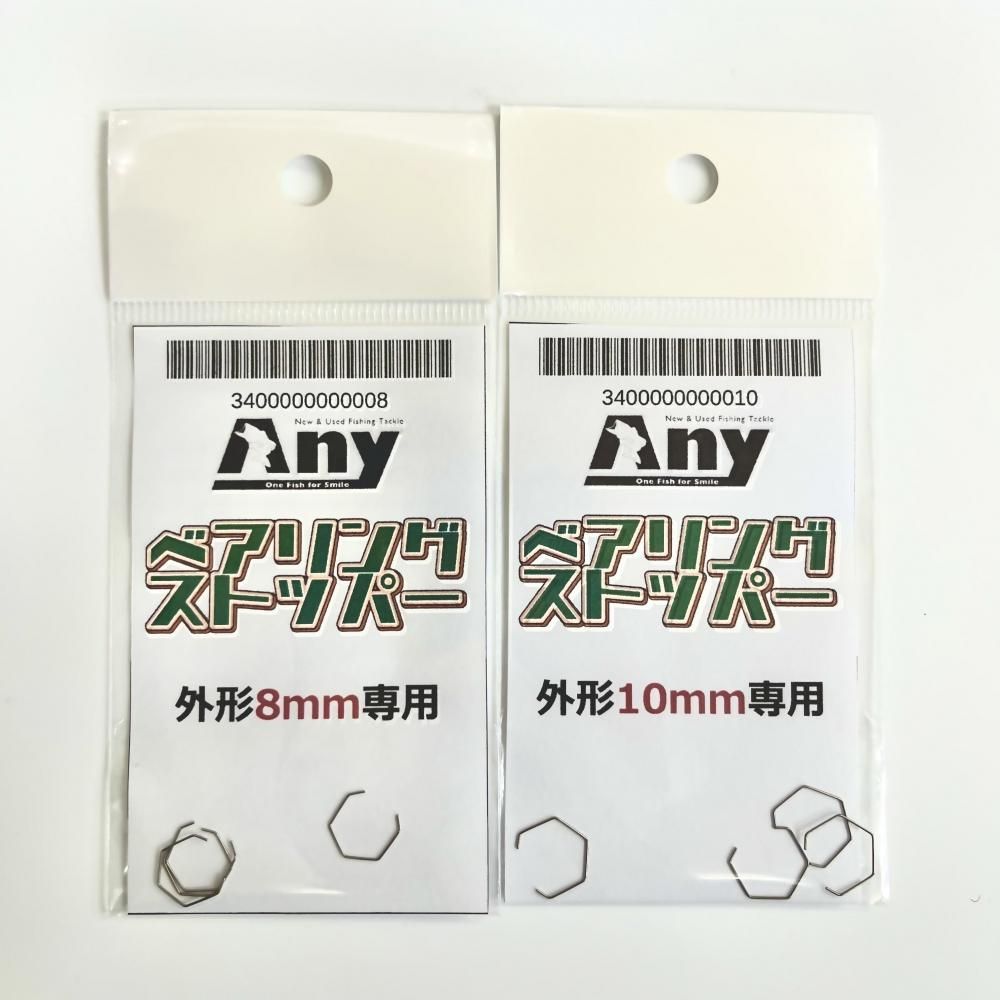 3400000000008
New & Used Fishing Tackle
Any
One Fish for Smile
ベアリング
ストッパー
外形8mm専用
3400000000010
New & Used Fishing Tackle
Any
One Fish for Smile
ベアリング
ストッパー
外形10mm専用